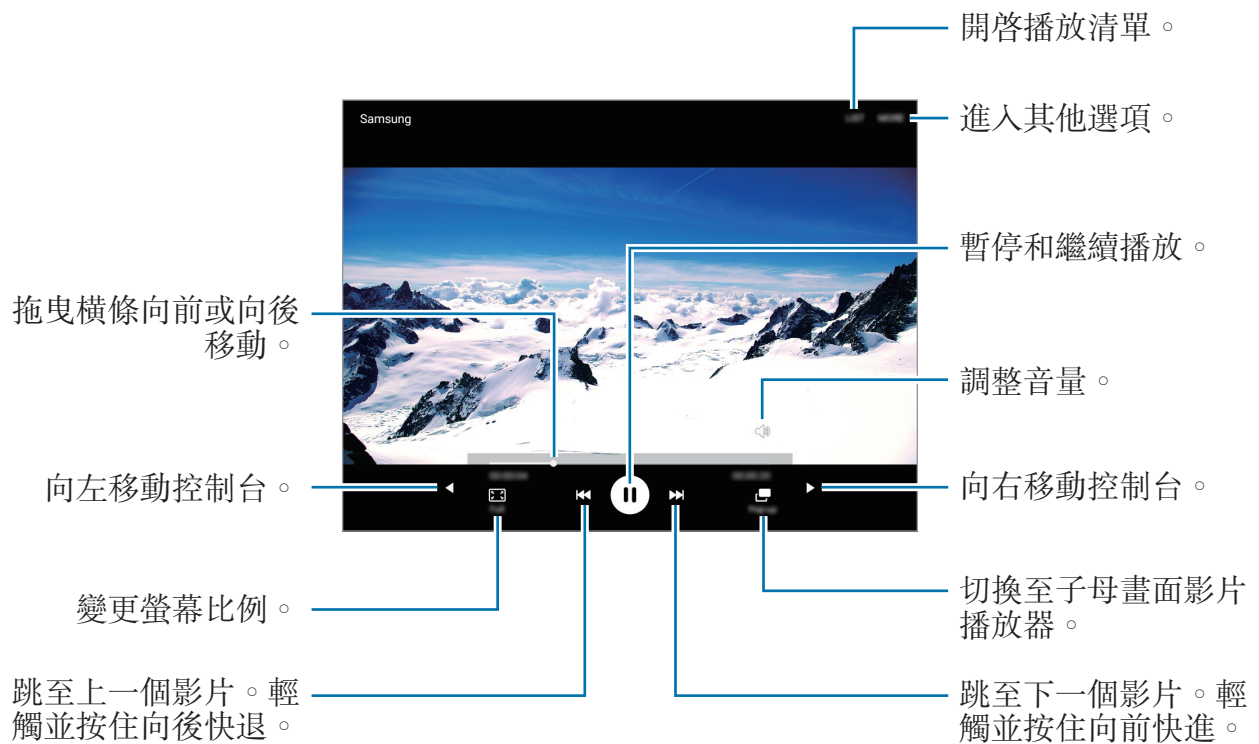 開啓播放清單。
Samsung
LIST MORE
進入其他選項。
暫停和繼續播放。
拖曳橫條向前或向後
移動。
調整音量。
向左移動控制台。
向右移動控制台。
Full
Pop-up
變更螢幕比例。
切換至子母畫面影片
播放器。
跳至上一個影片。輕
觸並按住向後快退。
跳至下一個影片。輕
觸並按住向前快進。